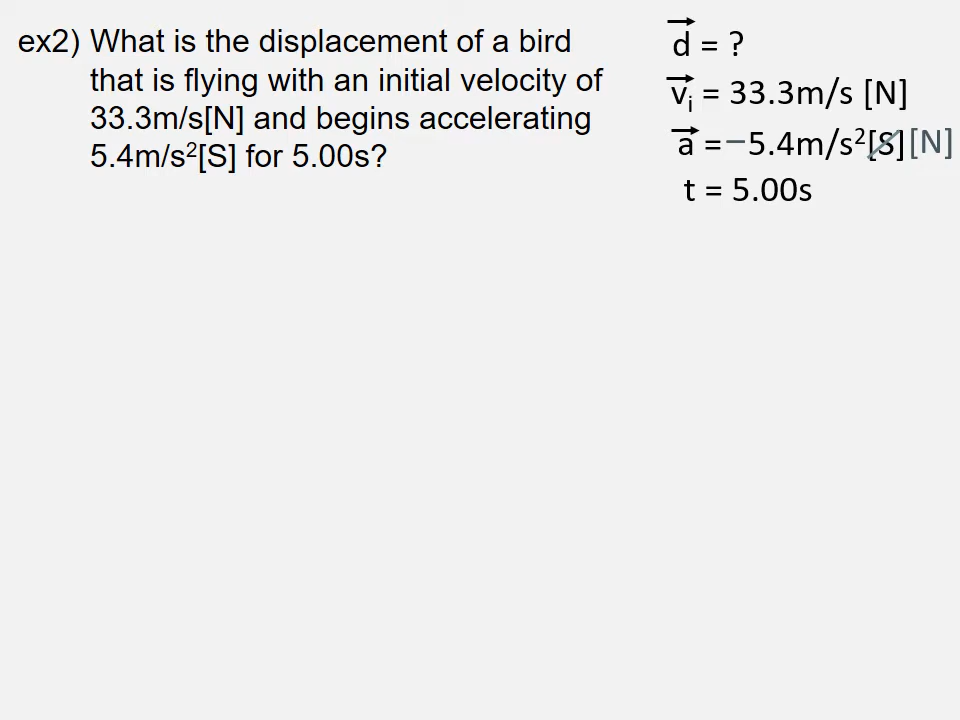 ex2) What is the displacement of a bird
that is flying with an initial velocity of
33.3m/s[N] and begins accelerating
5.4m/s²[S] for 5.00s?
d = ?
vᵢ = 33.3m/s [N]
a = −5.4m/s²[S] [N]
t = 5.00s